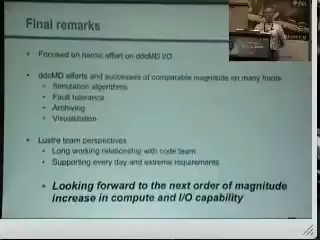 Final remarks
Focused on heroic effort on ddcMD I/O
ddcMD efforts and successes of comparable magnitude on many fronts
Simulation algorithms
Fault tolerance
Archiving
Visualization
Lustre team perspectives
Long working relationship with code team
Supporting every day and extreme requirements
Looking forward to the next order of magnitude
increase in compute and I/O capability